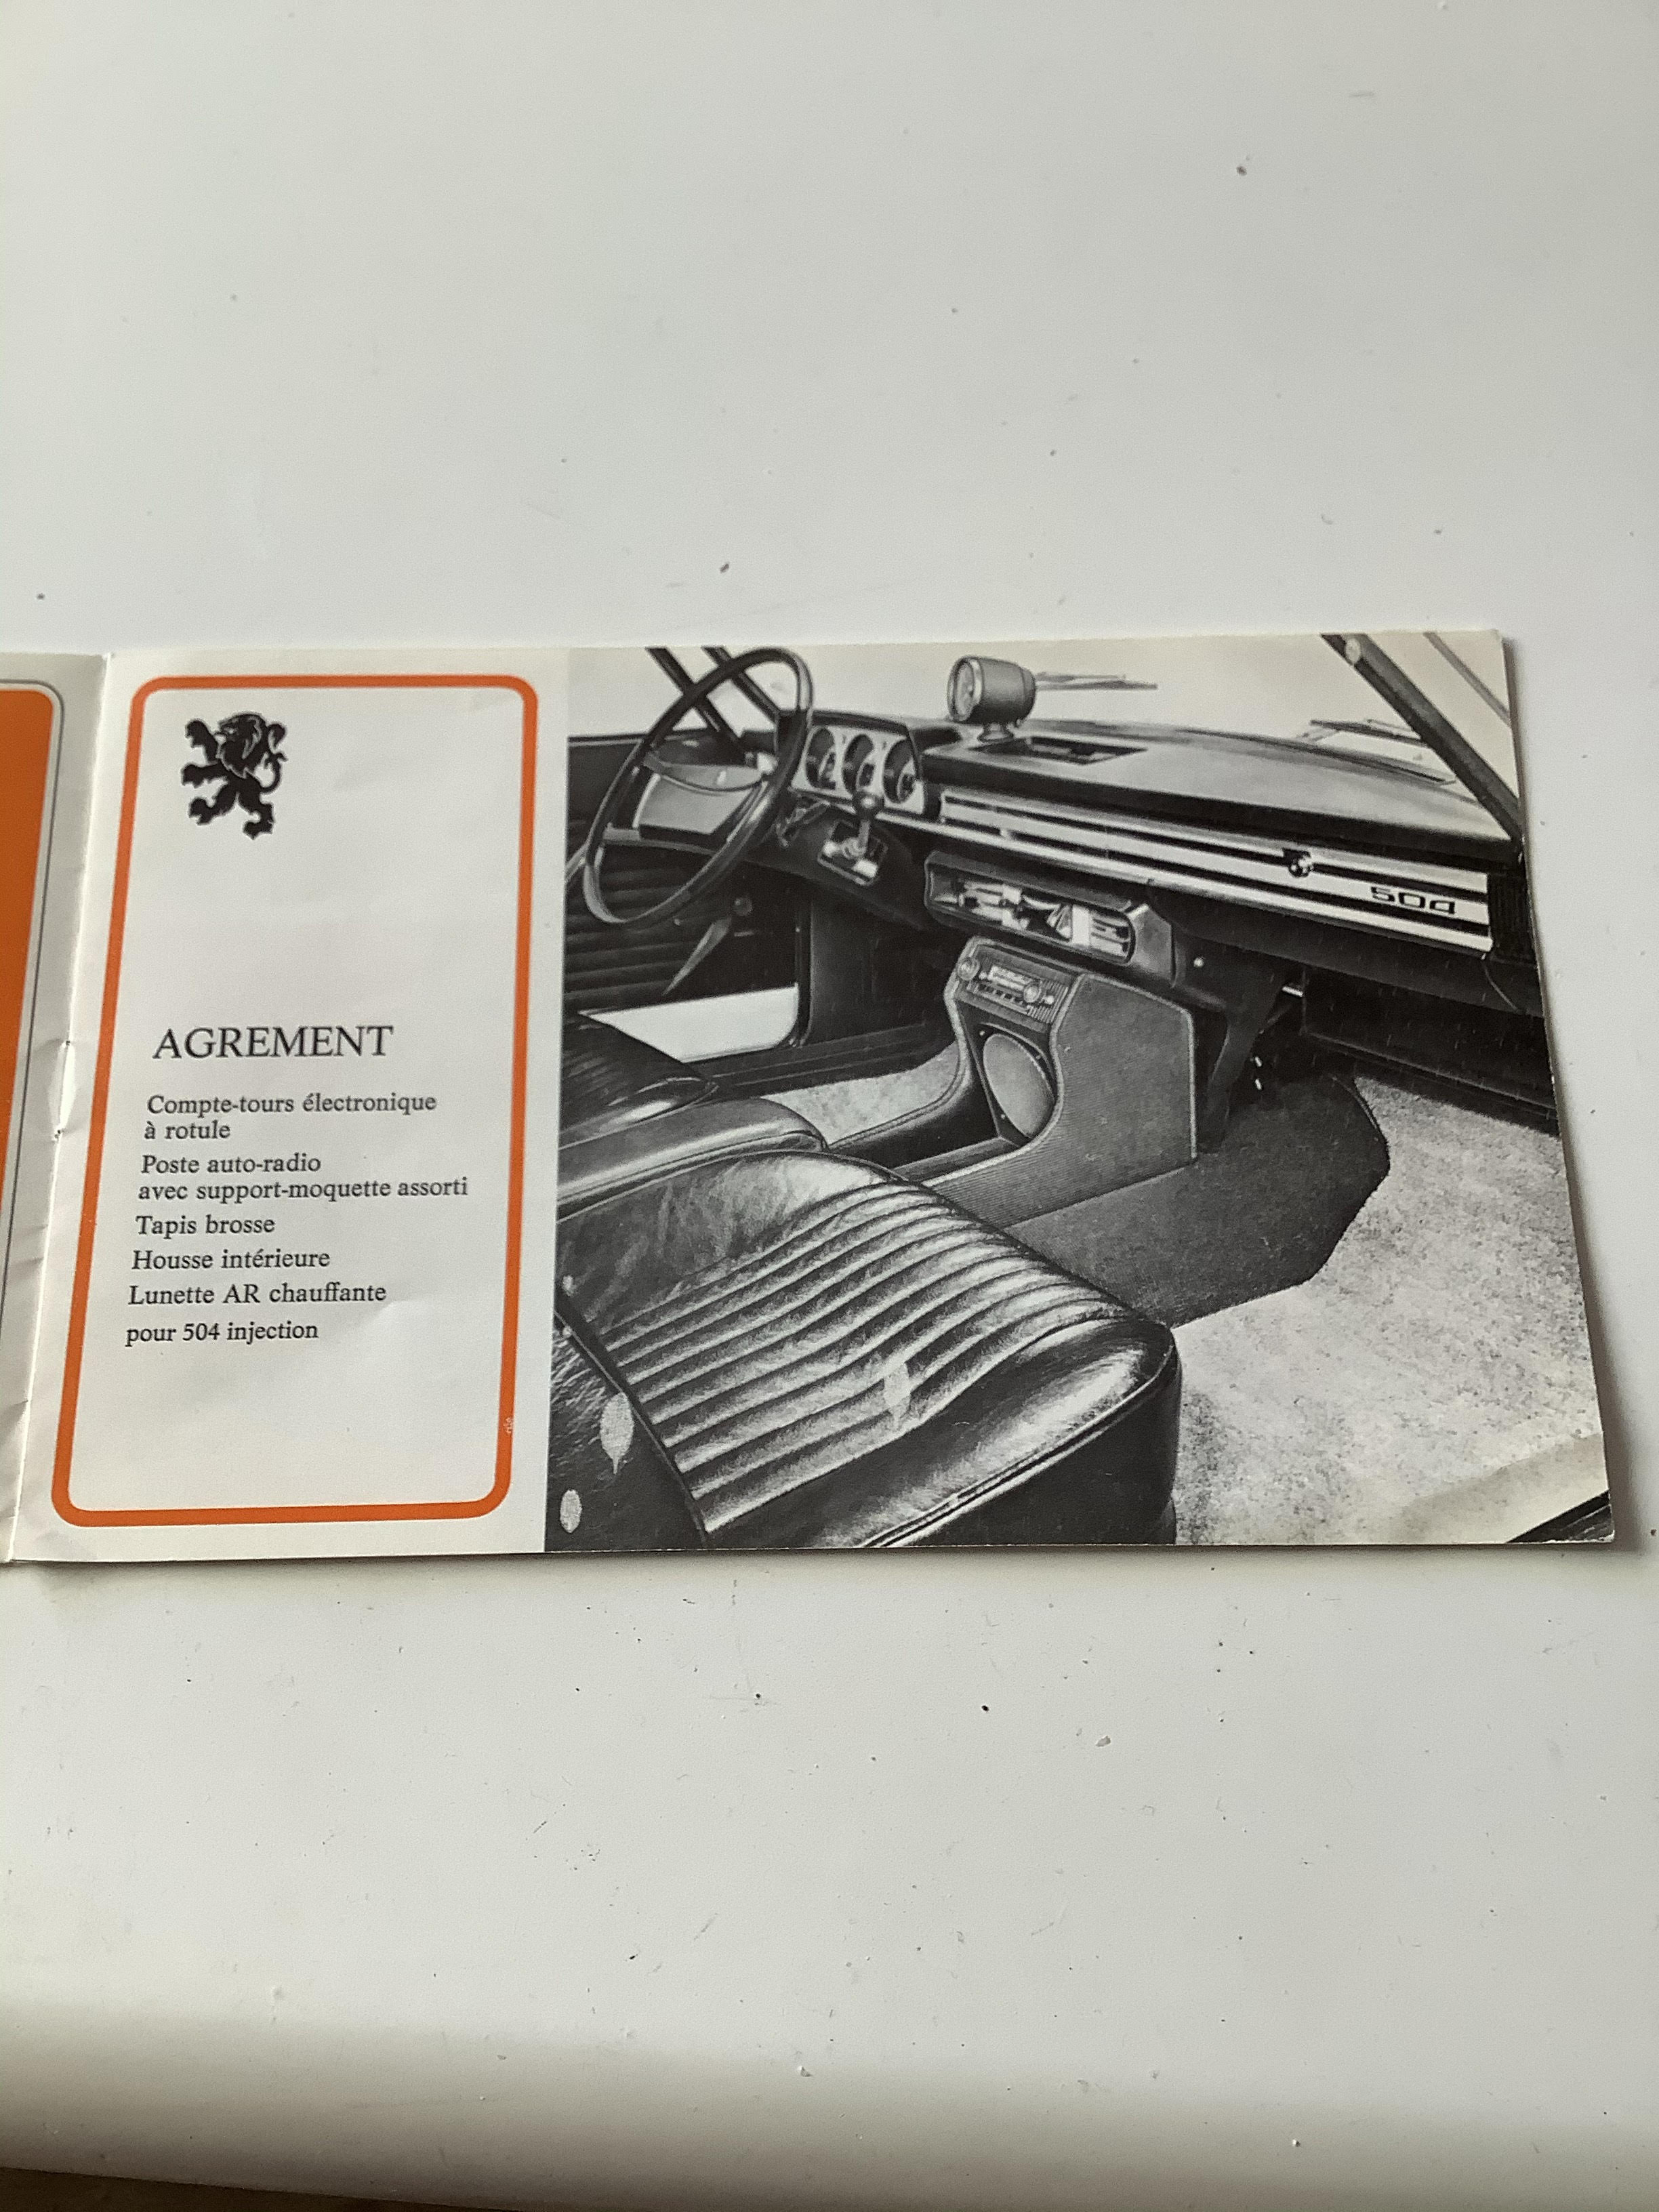 AGREMENT
Compte-tours électronique
à rotule
Poste auto-radio
avec support-moquette assorti
Tapis brosse
Housse intérieure
Lunette AR chauffante
pour 504 injection
504